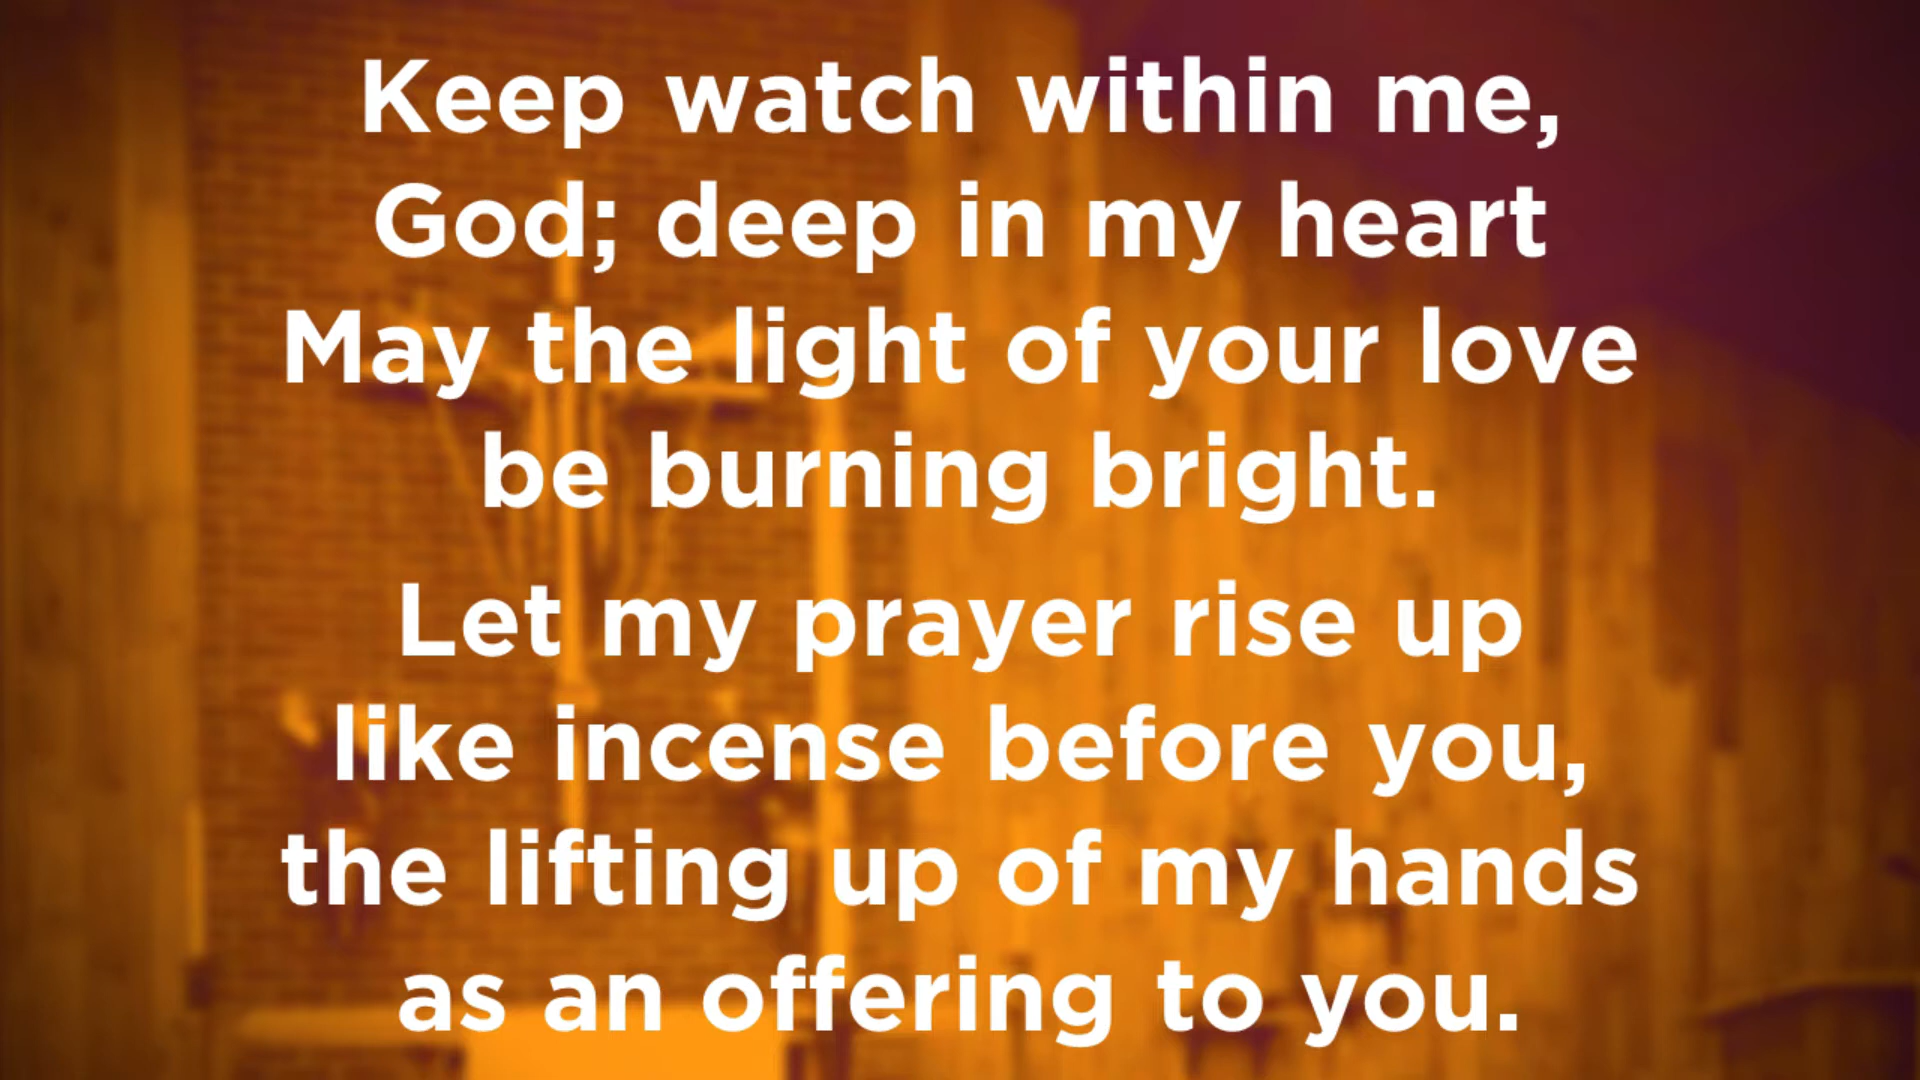 Keep watch within me,
God; deep in my heart
May the light of your love
be burning bright.
Let my prayer rise up
like incense before you,
the lifting up of my hands
as an offering to you.